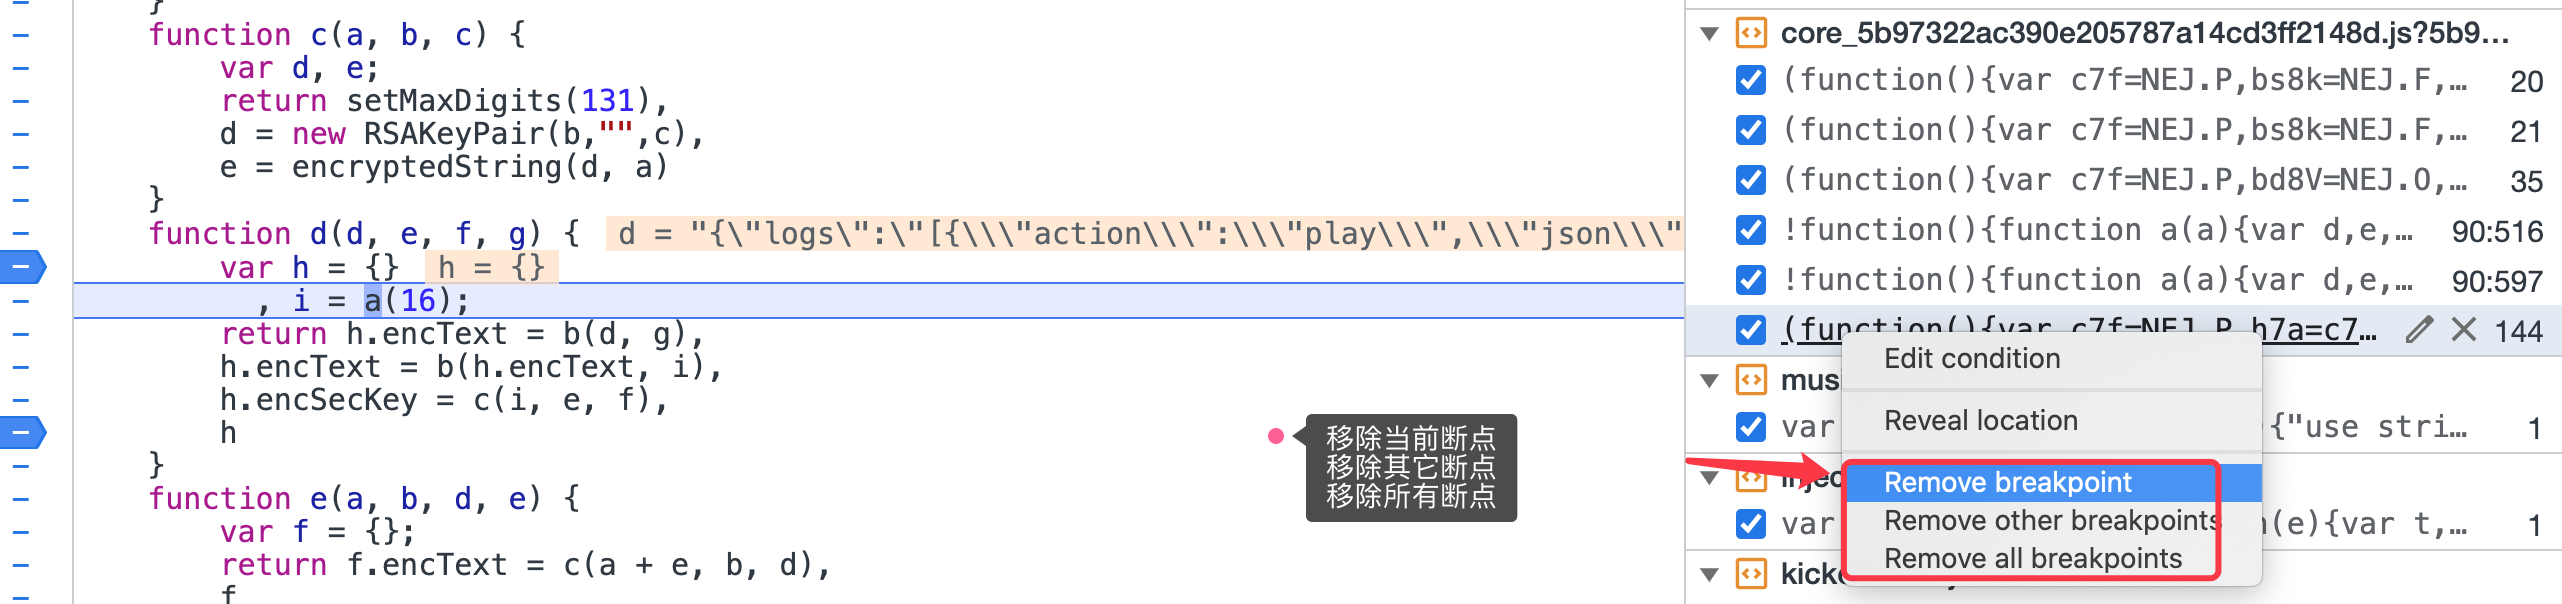 }
function c(a, b, c) {
var d, e;
return setMaxDigits(131),
d = new RSAKeyPair(b,"",c),
e = encryptedString(d, a)
}
function d(d, e, f, g) { d = "{\"logs\":\"[{\\\"action\\\":\\\"play\\\",\\\"json\\\"
var h = {} h = {}
, i = a(16);
return h.encText = b(d, g),
h.encText = b(h.encText, i),
h.encSecKey = c(i, e, f),
h
}
function e(a, b, d, e) {
var f = {};
return f.encText = c(a + e, b, d),
f
移除当前断点
移除其它断点
移除所有断点
core_5b97322ac390e205787a14cd3ff2148d.js?5b9…
(function(){var c7f=NEJ.P,bs8k=NEJ.F,… 20
(function(){var c7f=NEJ.P,bs8k=NEJ.F,… 21
(function(){var c7f=NEJ.P,bd8V=NEJ.O,… 35
!function(){function a(a){var d,e,… 90:516
!function(){function a(a){var d,e,… 90:597
(function(){var c7f=NEJ.P,h7a=c7… 144
mus
var {"use stri… 1
injec
var n(e){var t,… 1
kick
Edit condition
Reveal location
Remove breakpoint
Remove other breakpoints
Remove all breakpoints